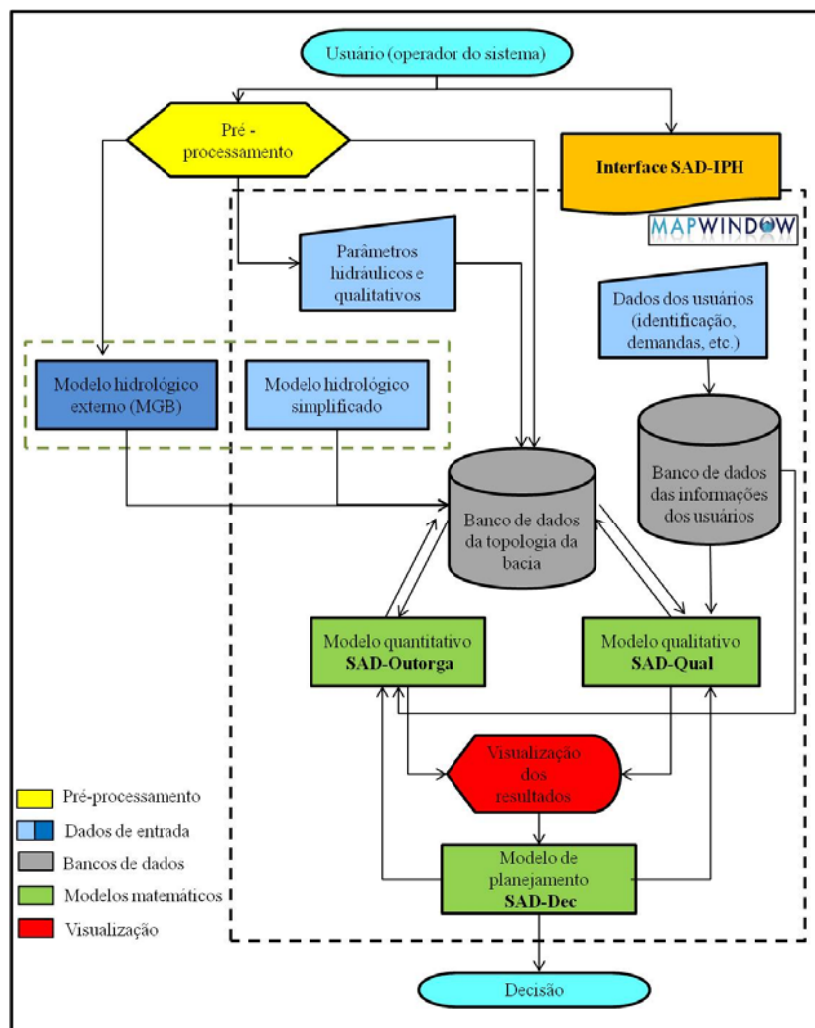 Usuário (operador do sistema)
Pré -
processamento
Interface SAD-IPH
MAPWINDOW
Parâmetros
hidráulicos e
qualitativos
Dados dos usuários
(identificação,
demandas, etc.)
Modelo hidrológico
externo (MGB)
Modelo hidrológico
simplificado
Banco de dados
da topologia da
bacia
Banco de dados
das informações
dos usuários
Modelo quantitativo
SAD-Outorga
Modelo qualitativo
SAD-Qual
Visualização
dos
resultados
Modelo de
planejamento
SAD-Dec
Decisão
Pré-processamento
Dados de entrada
Bancos de dados
Modelos matemáticos
Visualização